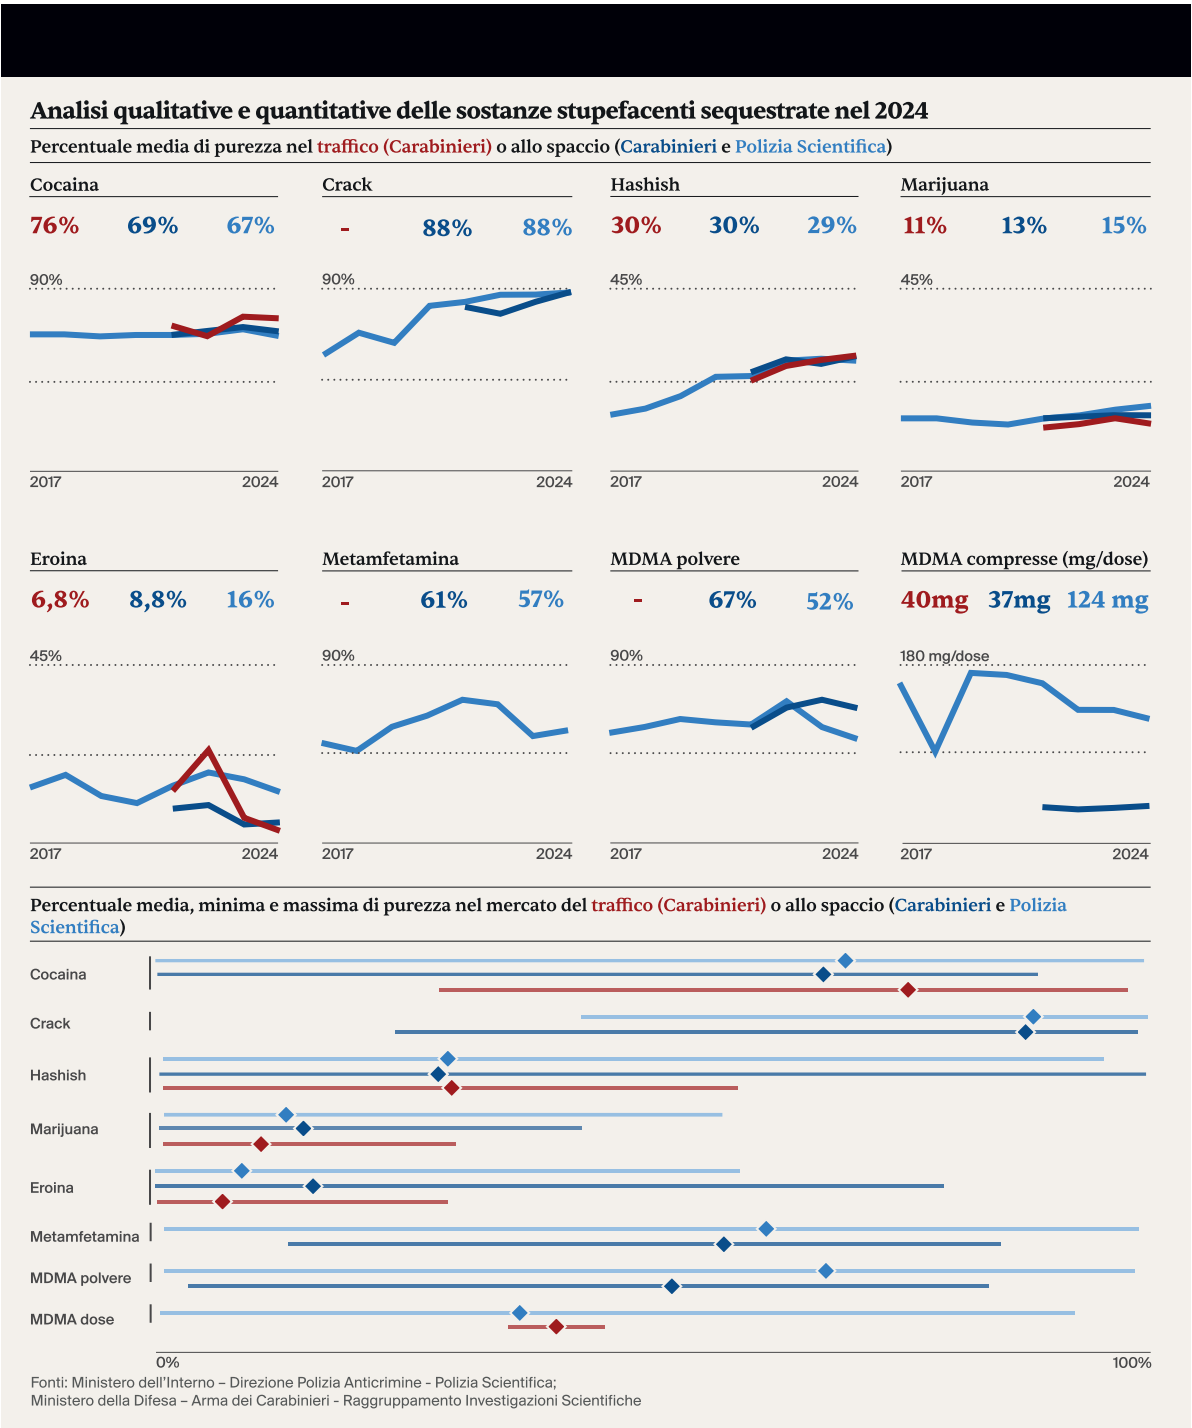 Analisi qualitative e quantitative delle sostanze stupefacenti sequestrate nel 2024
Percentuale media di purezza nel traffico (Carabinieri) o allo spaccio (Carabinieri e Polizia Scientifica)
Cocaina
76% 69% 67%
90%
2017 2024
Crack
- 88% 88%
90%
2017 2024
Hashish
30% 30% 29%
45%
2017 2024
Marijuana
11% 13% 15%
45%
2017 2024
Eroina
6,8% 8,8% 16%
45%
2017 2024
Metamfetamina
- 61% 57%
90%
2017 2024
MDMA polvere
- 67% 52%
90%
2017 2024
MDMA compresse (mg/dose)
40mg 37mg 124 mg
180 mg/dose
2017 2024
Percentuale media, minima e massima di purezza nel mercato del traffico (Carabinieri) o allo spaccio (Carabinieri e Polizia
Scientifica)
Cocaina
Crack
Hashish
Marijuana
Eroina
Metamfetamina
MDMA polvere
MDMA dose
0% 100%
Fonti: Ministero dell'Interno – Direzione Polizia Anticrimine - Polizia Scientifica;
Ministero della Difesa – Arma dei Carabinieri - Raggruppamento Investigazioni Scientifiche